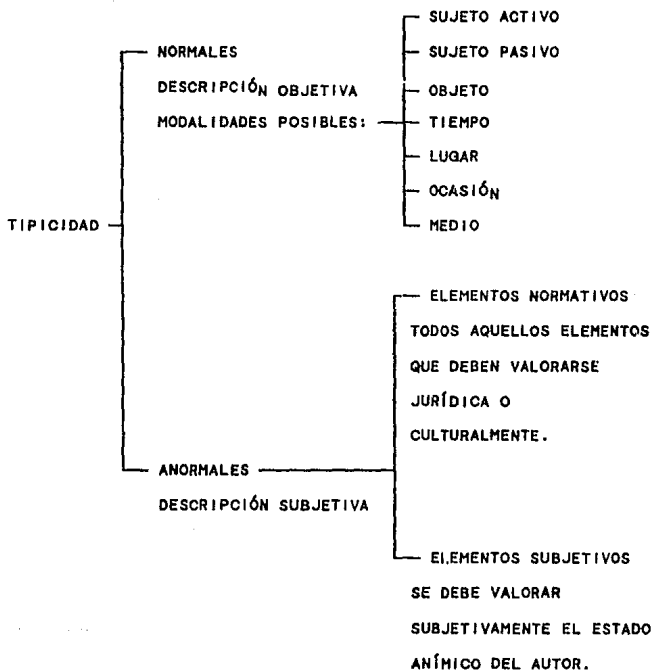 TIPICIDAD
NORMALES
DESCRIPCIÓN OBJETIVA
MODALIDADES POSIBLES:
SUJETO ACTIVO
SUJETO PASIVO
OBJETO
TIEMPO
LUGAR
OCASIÓN
MEDIO
ANORMALES
DESCRIPCIÓN SUBJETIVA
ELEMENTOS NORMATIVOS
TODOS AQUELLOS ELEMENTOS
QUE DEBEN VALORARSE
JURÍDICA O
CULTURALMENTE.
ELEMENTOS SUBJETIVOS
SE DEBE VALORAR
SUBJETIVAMENTE EL ESTADO
ANÍMICO DEL AUTOR.